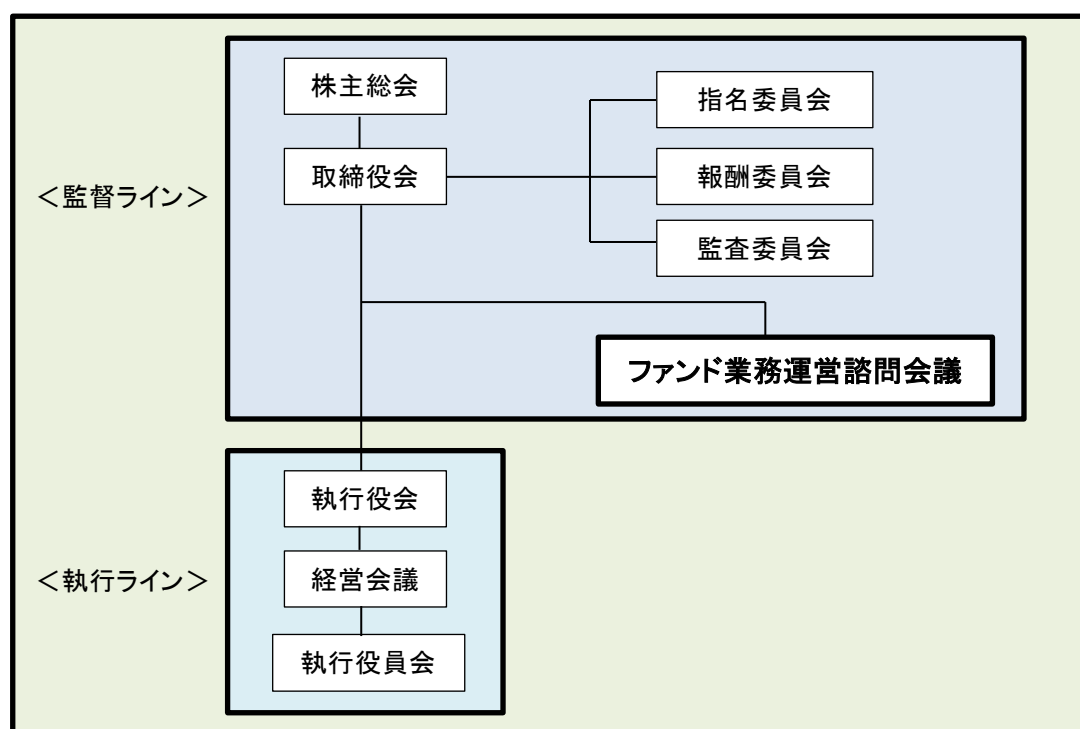 株主総会
取締役会
指名委員会
報酬委員会
監査委員会
<監督ライン>
ファンド業務運営諮問会議
執行役会
経営会議
執行役員会
<執行ライン>